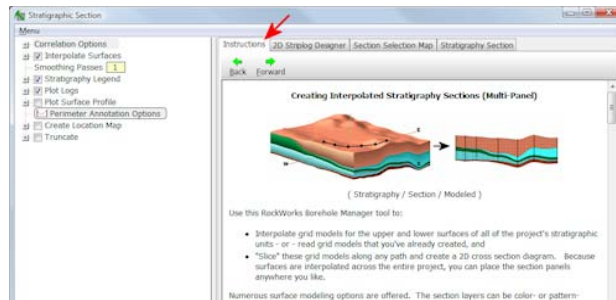 Stratigraphic Section
Menu
Correlation Options
Interpolate Surfaces
Smoothing Passes 1
Stratigraphy Legend
Plot Logs
Plot Surface Profile
Perimeter Annotation Options
Create Location Map
Truncate
Instructions 2D Striplog Designer Section Selection Map Stratigraphy Section
Back Forward
Creating Interpolated Stratigraphy Sections (Multi-Panel)
( Stratigraphy / Section / Modeled )
Use this RockWorks Borehole Manager tool to:
• Interpolate grid models for the upper and lower surfaces of all of the project's stratigraphic
units - or - read grid models that you've already created, and
• "Slice" these grid models along any path and create a 2D cross section diagram. Because
surfaces are interpolated across the entire project, you can place the section panels
anywhere you like.
Numerous surface modeling options are offered. The section layers can be color- or pattern-